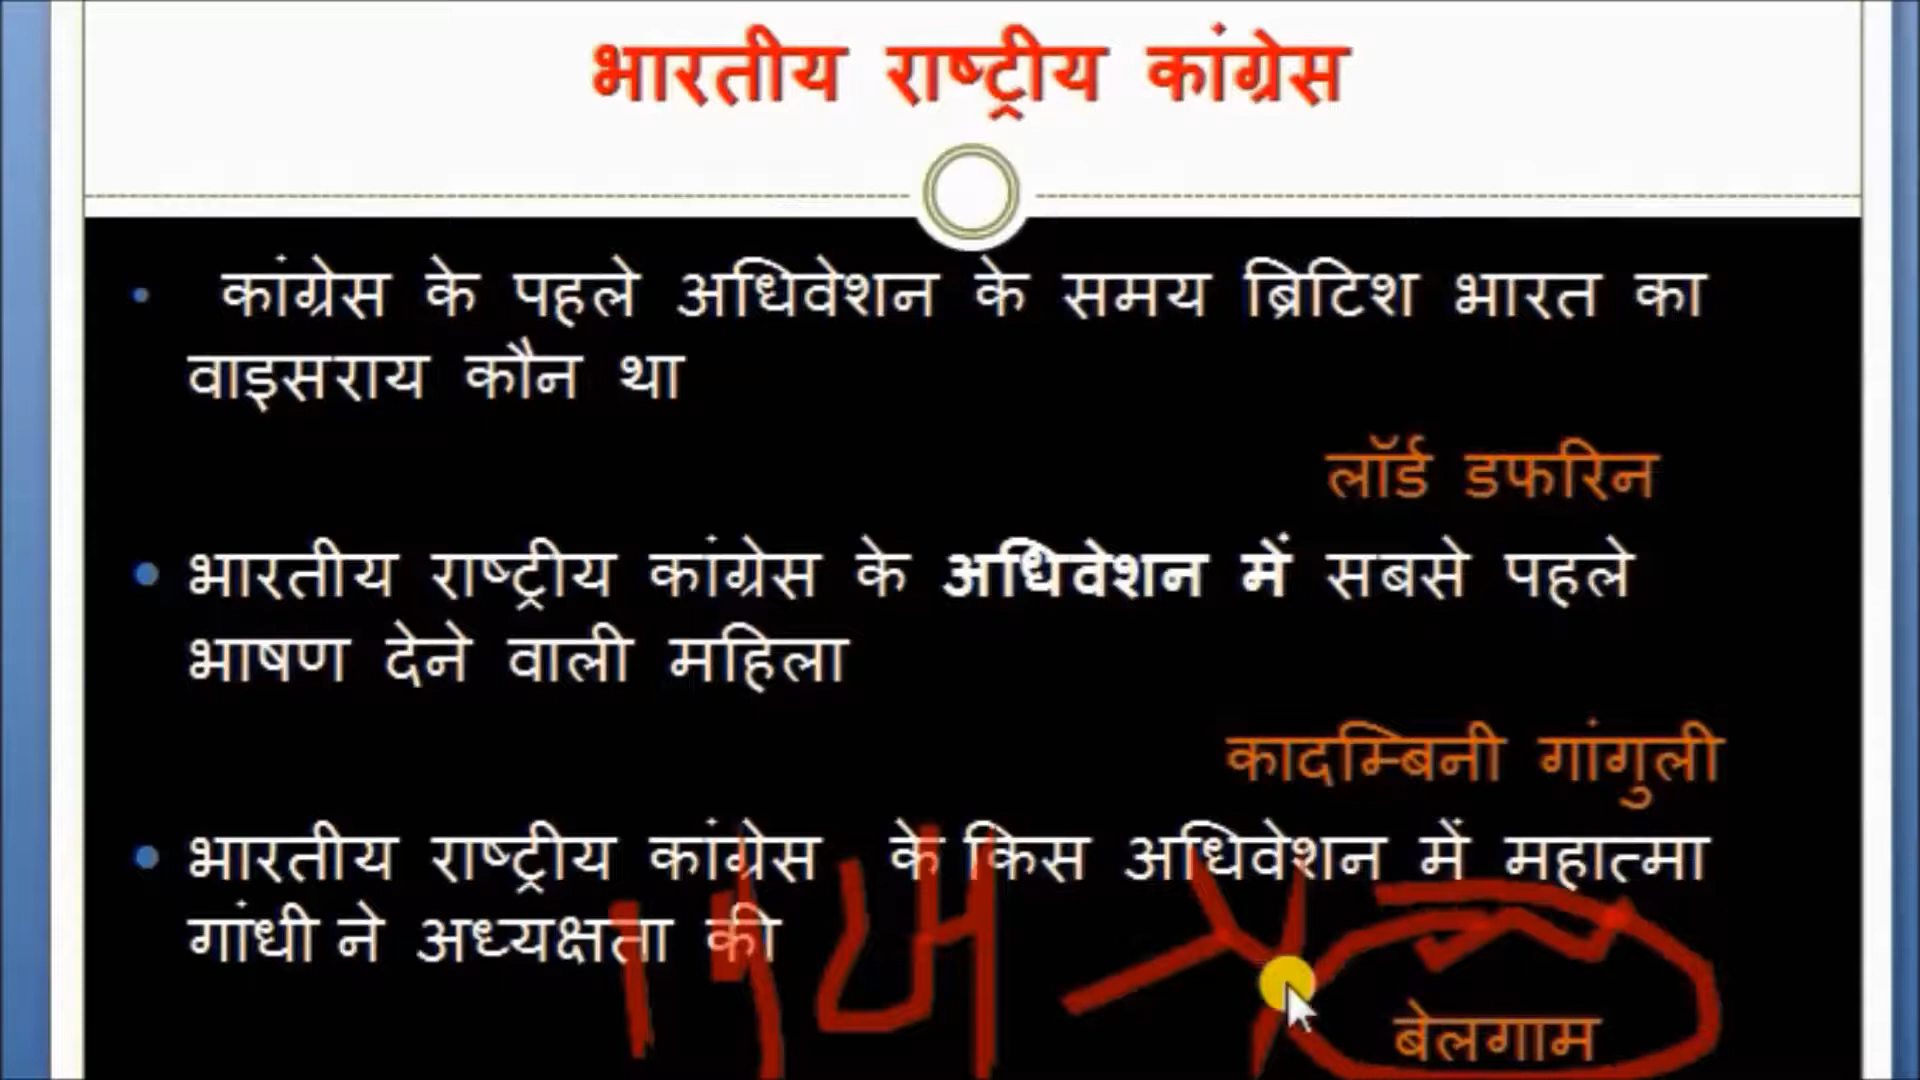 भारतीय राष्ट्रीय कांग्रेस
कांग्रेस के पहले अधिवेशन के समय ब्रिटिश भारत का
वाइसराय कौन था
लॉर्ड डफरिन
भारतीय राष्ट्रीय कांग्रेस के अधिवेशन में सबसे पहले
भाषण देने वाली महिला
कादम्बिनी गांगुली
भारतीय राष्ट्रीय कांग्रेस के किस अधिवेशन में महात्मा
गांधी ने अध्यक्षता की
बेलगाम